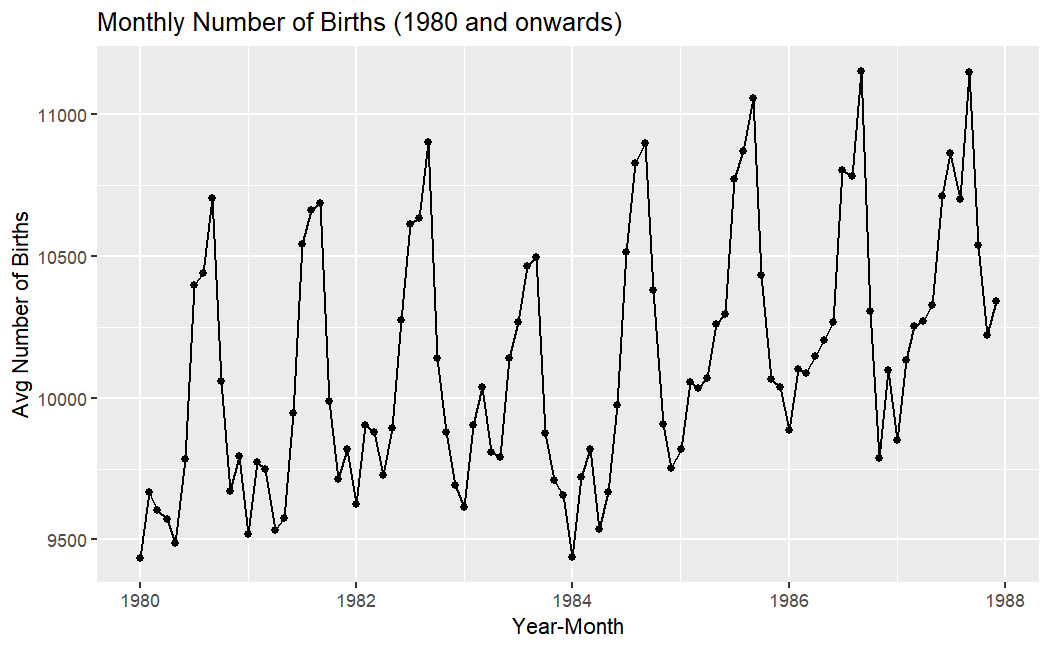 Monthly Number of Births (1980 and onwards)
11000
10500
10000
9500
Avg Number of Births
1980 1982 1984 1986 1988
Year-Month